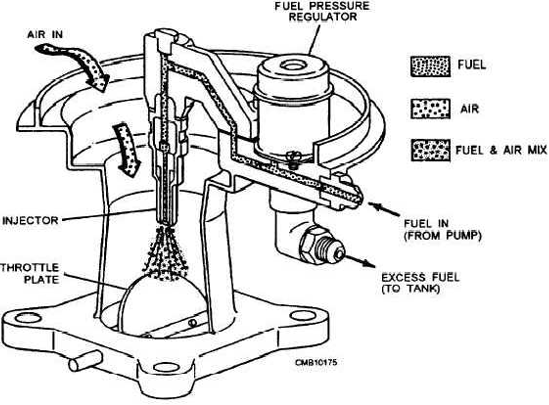 FUEL PRESSURE
REGULATOR
AIR IN
FUEL
AIR
FUEL & AIR MIX
INJECTOR
FUEL IN
(FROM PUMP)
THROTTLE
PLATE
EXCESS FUEL
(TO TANK)
CMB10175